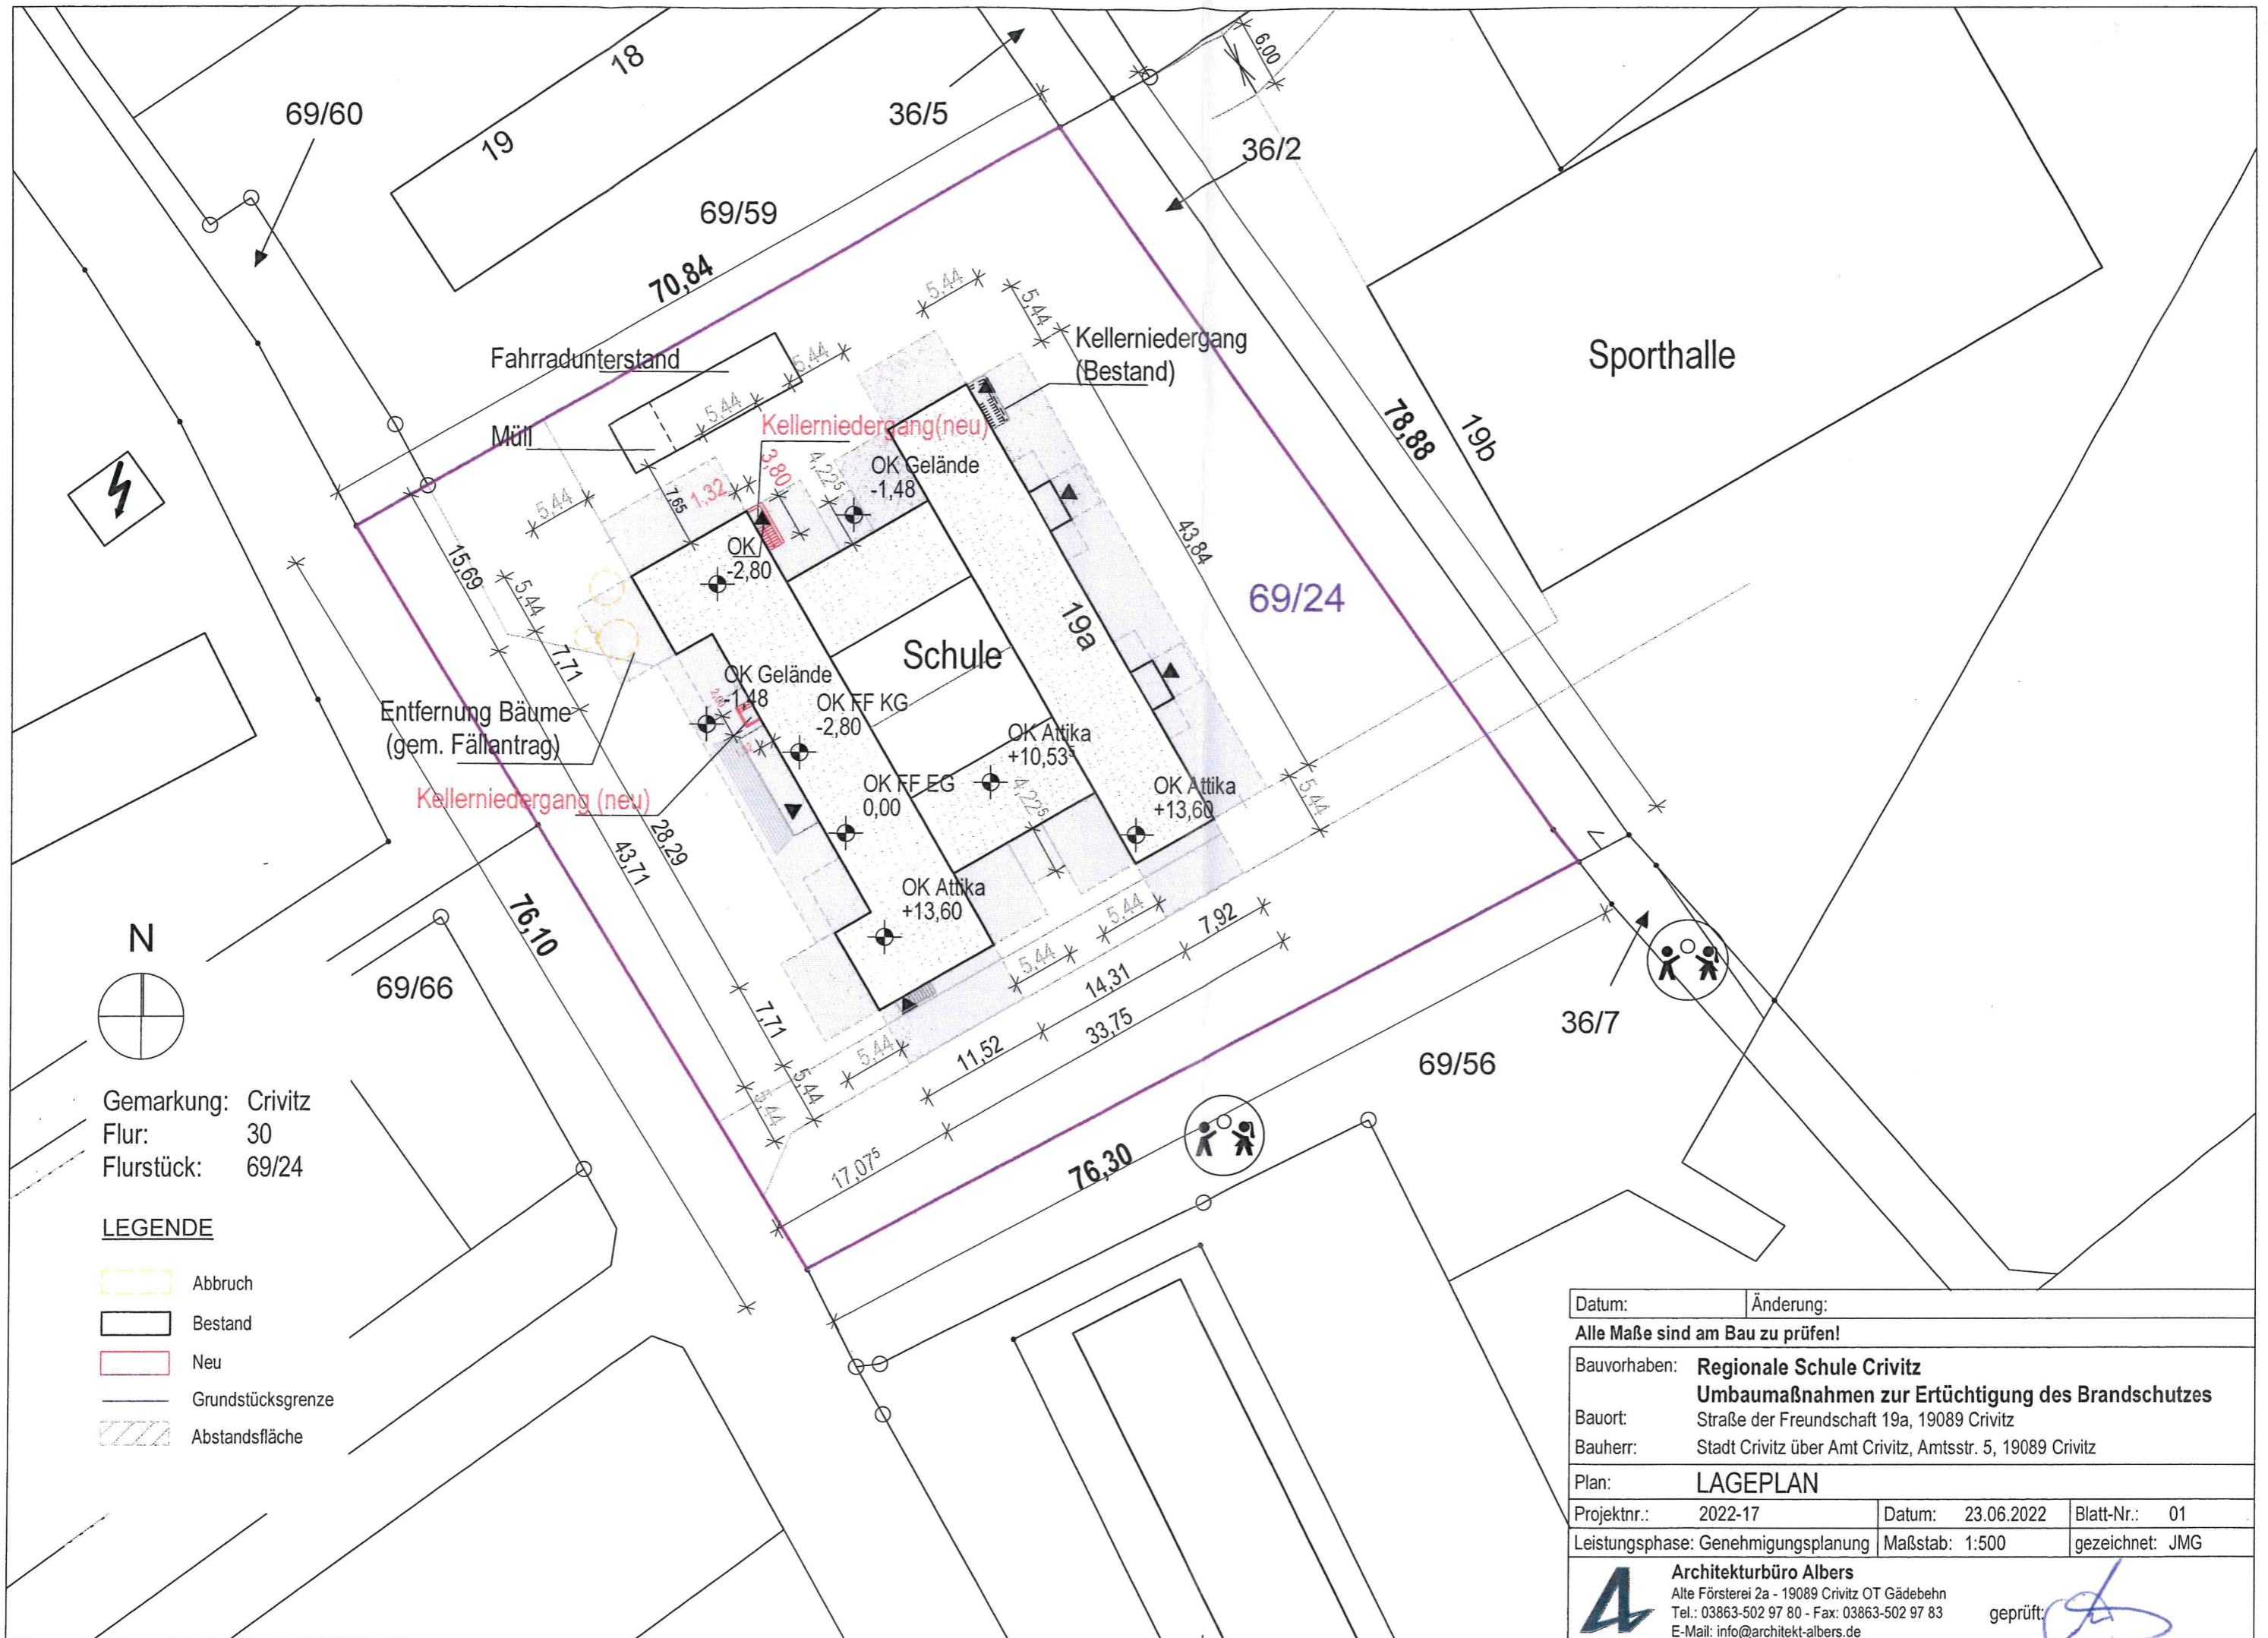 18
6,00
69/60
36/5
19
36/2
69/59
70,84
5,44
5,44
Kellerniedergang
(Bestand)
Sporthalle
Fahrradunterstand
5,44
5,44
78,88
19b
Müll
Kellerniedergang(neu)
3,80
4,22⁵
OK Gelände
-1,48
5,44
7,65
1,32
OK
-2,80
43,84
15,69
5,44
69/24
19a
7,71
Schule
OK Gelände
-1,48
2,00
OK FF KG
-2,80
Entfernung Bäume
(gem. Fällantrag)
OK Attika
+10,53⁵
OK FF EG
0,00
4,22⁵
OK Attika
+13,60
5,44
Kellerniedergang (neu)
28,29
43,71
OK Attika
+13,60
76,10
N
5,44
7,92
69/66
5,44
14,31
33,75
7,71
36/7
5,44
11,52
69/56
5,44
5,44
17,07⁵
76,30
Gemarkung: Crivitz
Flur: 30
Flurstück: 69/24
LEGENDE
Abbruch
Bestand
Neu
Grundstücksgrenze
Abstandsfläche
Datum: Änderung:
Alle Maße sind am Bau zu prüfen!
Bauvorhaben: Regionale Schule Crivitz
Umbaumaßnahmen zur Ertüchtigung des Brandschutzes
Bauort: Straße der Freundschaft 19a, 19089 Crivitz
Bauherr: Stadt Crivitz über Amt Crivitz, Amtsstr. 5, 19089 Crivitz
Plan: LAGEPLAN
Projektnr.: 2022-17 Datum: 23.06.2022 Blatt-Nr.: 01
Leistungsphase: Genehmigungsplanung Maßstab: 1:500 gezeichnet: JMG
Architekturbüro Albers
Alte Försterei 2a - 19089 Crivitz OT Gädebehn
Tel.: 03863-502 97 80 - Fax: 03863-502 97 83
E-Mail: info@architekt-albers.de
geprüft: